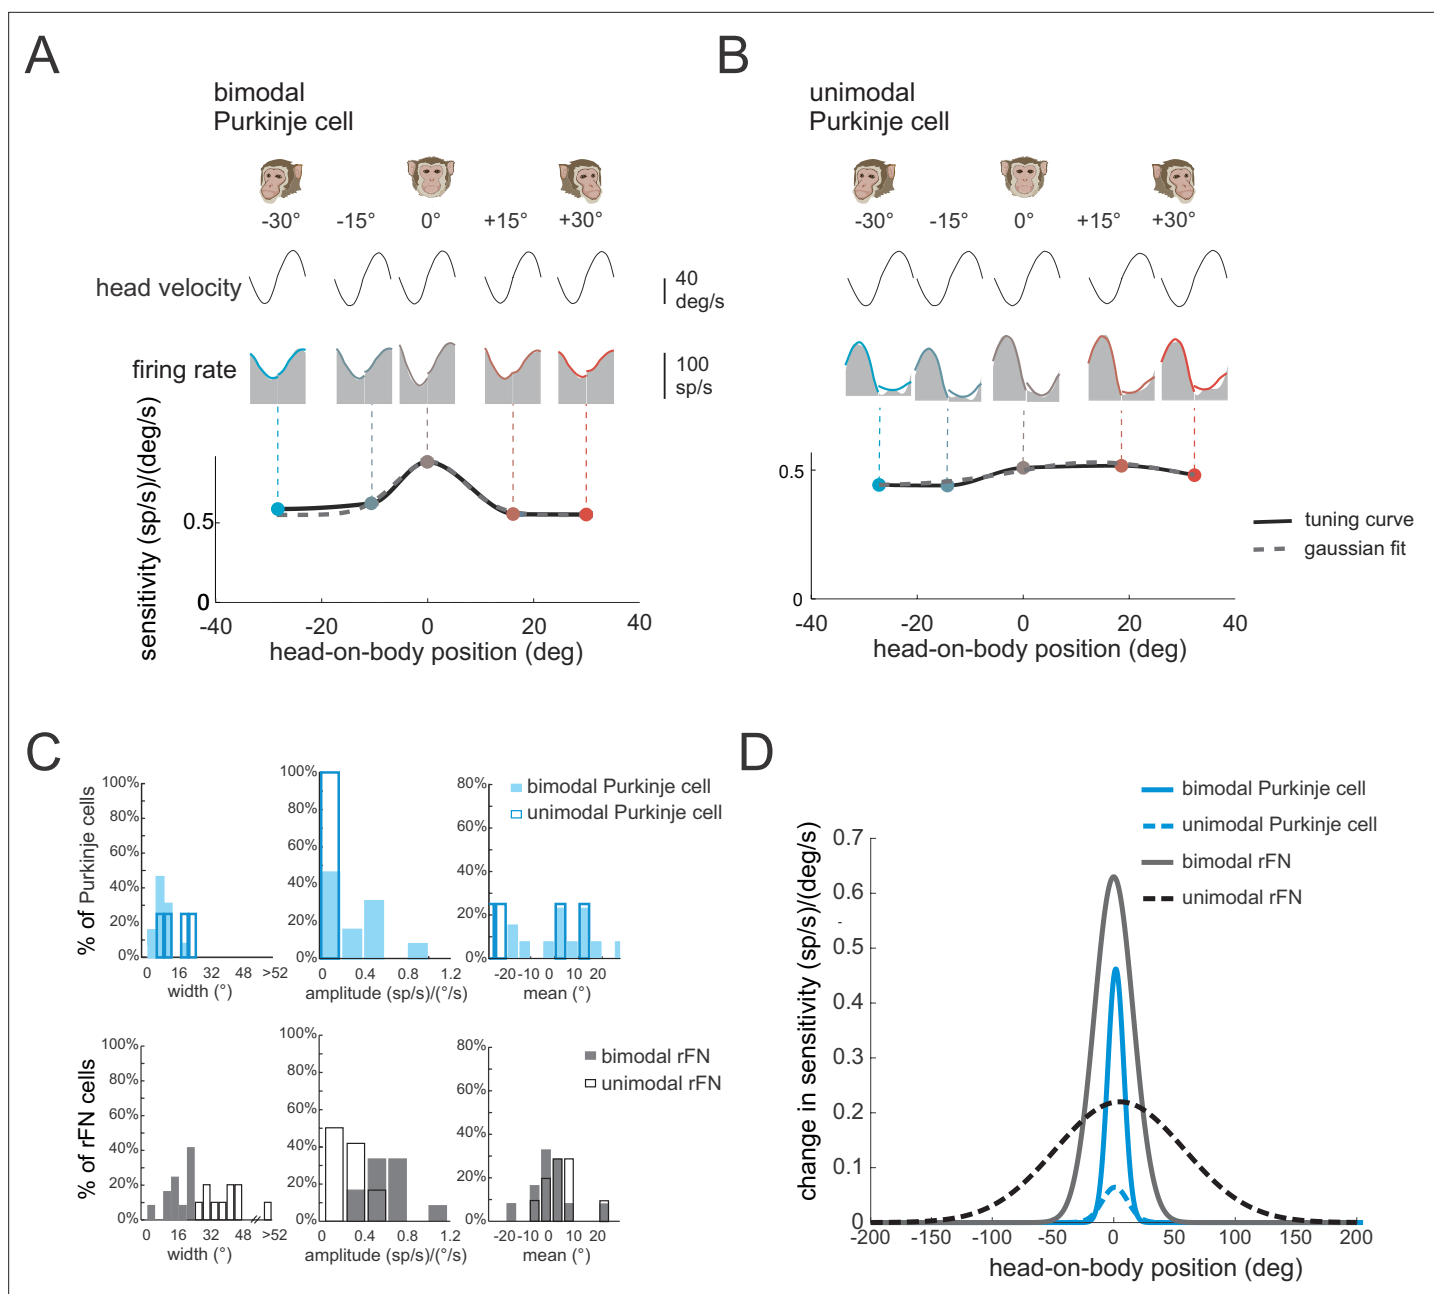 A
bimodal
Purkinje cell
-30° -15° 0° +15° +30°
head velocity
40
deg/s
firing rate
100
sp/s
sensitivity (sp/s)/(deg/s)
0.5
0
-40 -20 0 20 40
head-on-body position (deg)
B
unimodal
Purkinje cell
-30° -15° 0° +15° +30°
0.5
0
-40 -20 0 20 40
head-on-body position (deg)
tuning curve
gaussian fit
C
% of Purkinje cells
100%
80%
60%
40%
20%
0%
0 16 32 48 >52
width (°)
100%
80%
60%
40%
20%
0%
0 0.4 0.8 1.2
amplitude (sp/s)/(°/s)
80%
60%
40%
20%
0%
-20 -10 0 10 20
mean (°)
bimodal Purkinje cell
unimodal Purkinje cell
% of rFN cells
100%
80%
60%
40%
20%
0%
0 16 32 48 >52
width (°)
100%
80%
60%
40%
20%
0%
0 0.4 0.8 1.2
amplitude (sp/s)/(°/s)
80%
60%
40%
20%
0%
-20 -10 0 10 20
mean (°)
bimodal rFN
unimodal rFN
D
bimodal Purkinje cell
unimodal Purkinje cell
bimodal rFN
unimodal rFN
change in sensitivity (sp/s)/(deg/s)
0.7
0.6
0.5
0.4
0.3
0.2
0.1
0
-200 -150 -100 -50 0 50 100 150 200
head-on-body position (deg)